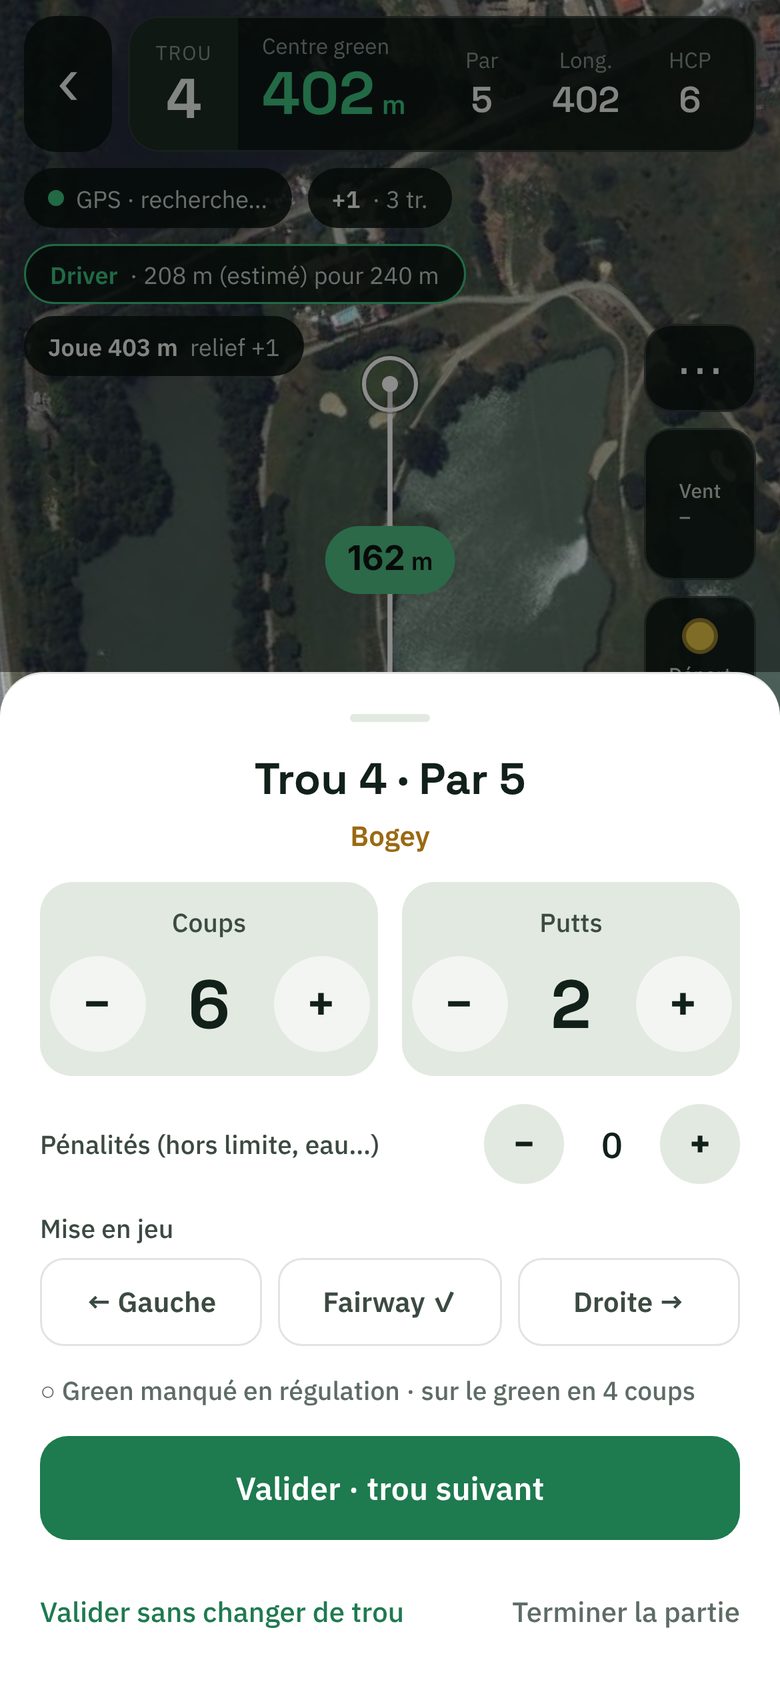 TROU
4
Centre green
402 m
Par
5
Long.
402
HCP
6
GPS · recherche...
+1 · 3 tr.
Driver · 208 m (estimé) pour 240 m
Joue 403 m relief +1
...
Vent
–
162 m
Départ
Trou 4 · Par 5
Bogey
Coups
− 6 +
Putts
− 2 +
Pénalités (hors limite, eau...)
− 0 +
Mise en jeu
← Gauche
Fairway ✓
Droite →
○ Green manqué en régulation · sur le green en 4 coups
Valider · trou suivant
Valider sans changer de trou
Terminer la partie